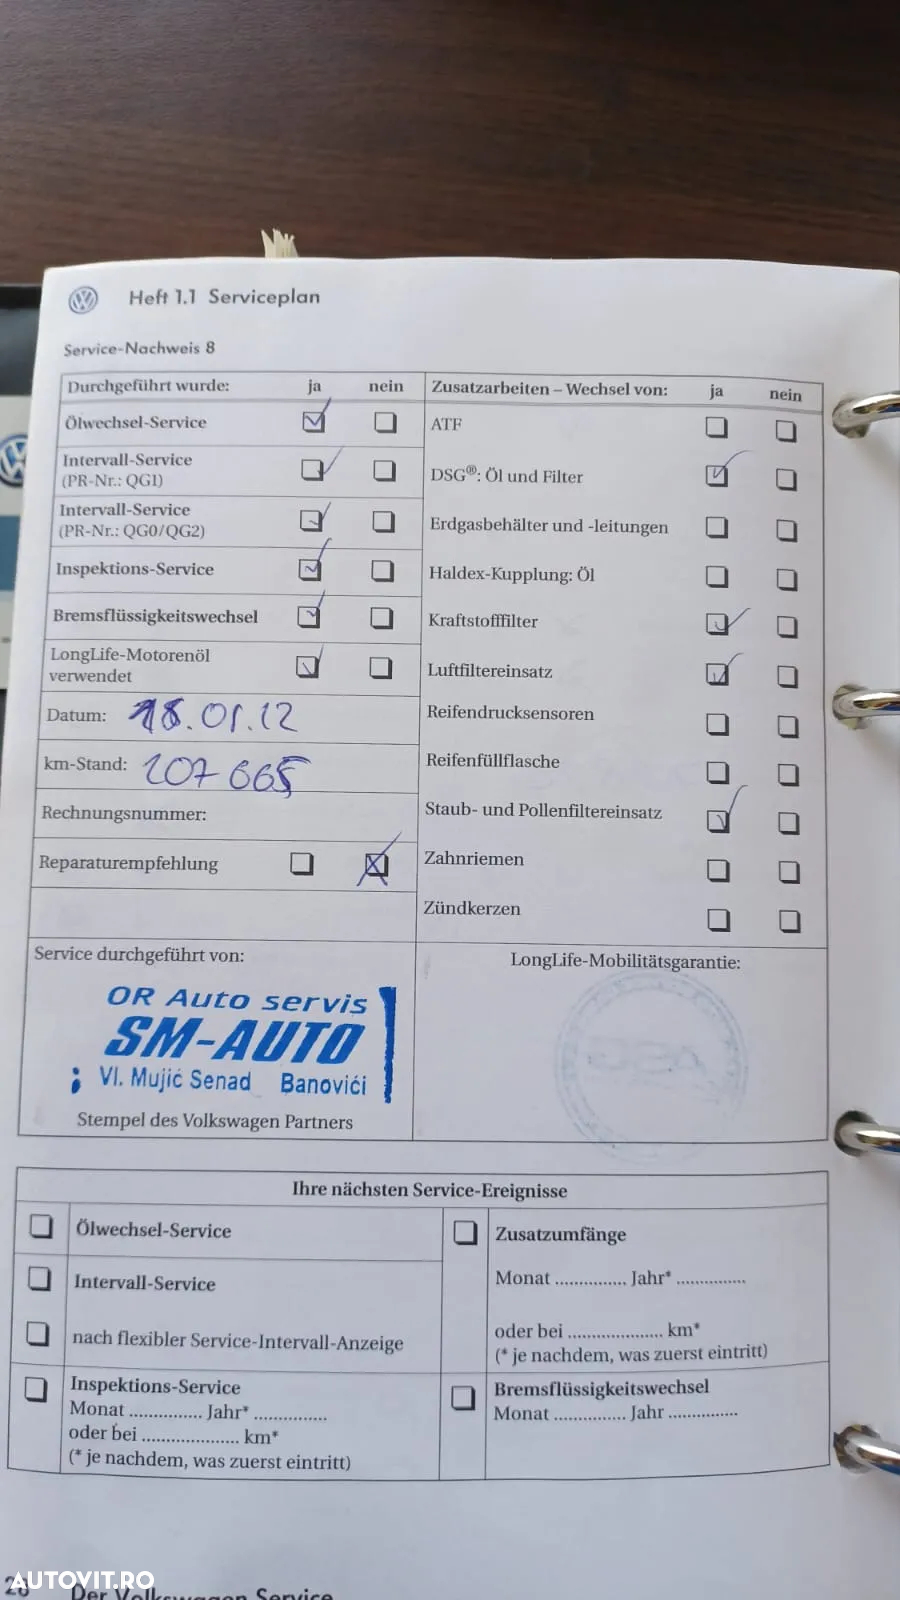 Heft 1.1 Serviceplan
Service-Nachweis 8
Durchgeführt wurde: ja nein
Ölwechsel-Service
Intervall-Service
(PR-Nr.: QG1)
Intervall-Service
(PR-Nr.: QG0/QG2)
Inspektions-Service
Bremsflüssigkeitswechsel
LongLife-Motorenöl
verwendet
Datum: 18.01.12
km-Stand: 207 665
Rechnungsnummer:
Reparaturempfehlung
Zusatzarbeiten – Wechsel von: ja nein
ATF
DSG®: Öl und Filter
Erdgasbehälter und -leitungen
Haldex-Kupplung: Öl
Kraftstofffilter
Luftfiltereinsatz
Reifendrucksensoren
Reifenfüllflasche
Staub- und Pollenfiltereinsatz
Zahnriemen
Zündkerzen
Service durchgeführt von:
OR Auto servis
SM-AUTO
Vl. Mujić Senad Banovići
Stempel des Volkswagen Partners
LongLife-Mobilitätsgarantie:
Ihre nächsten Service-Ereignisse
Ölwechsel-Service
Intervall-Service
nach flexibler Service-Intervall-Anzeige
Inspektions-Service
Monat ............... Jahr* ...............
oder bei .................... km*
(* je nachdem, was zuerst eintritt)
Zusatzumfänge
Monat ............... Jahr* ...............
oder bei .................... km*
(* je nachdem, was zuerst eintritt)
Bremsflüssigkeitswechsel
Monat ............... Jahr ...............
Der Volkswagen Service
AUTOVIT.RO